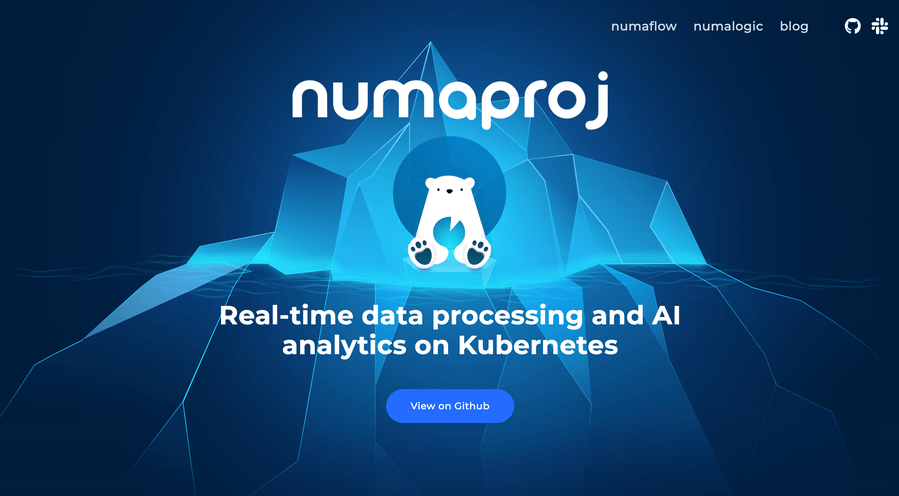 numaflow numalogic blog
numaproj
Real-time data processing and AI
analytics on Kubernetes
View on Github